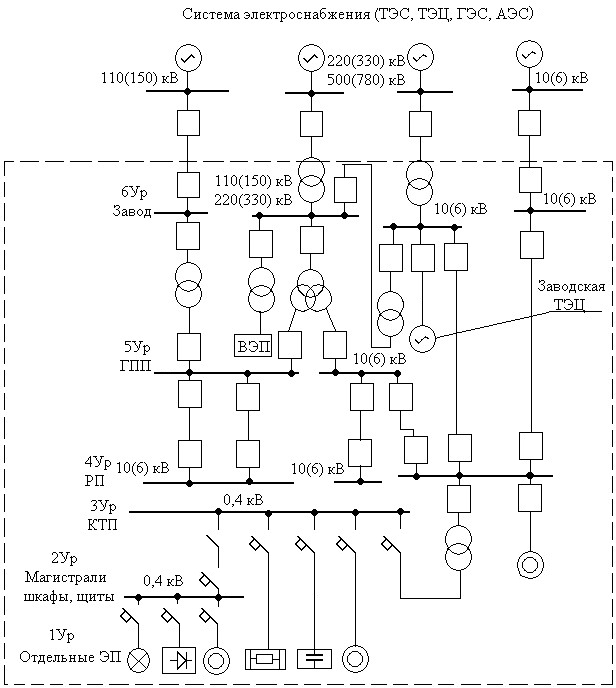 Система электроснабжения (ТЭС, ТЭЦ, ГЭС, АЭС)
220(330) кВ
110(150) кВ
500(780) кВ
10(6) кВ
110(150) кВ
6Ур
Завод
220(330) кВ
10(6) кВ
10(6) кВ
Заводская
ТЭЦ
5Ур
ГПП
ВЭП
10(6) кВ
4Ур
РП
10(6) кВ
10(6) кВ
3Ур
КТП
0,4 кВ
2Ур
Магистрали
шкафы, щиты
0,4 кВ
1Ур
Отдельные ЭП